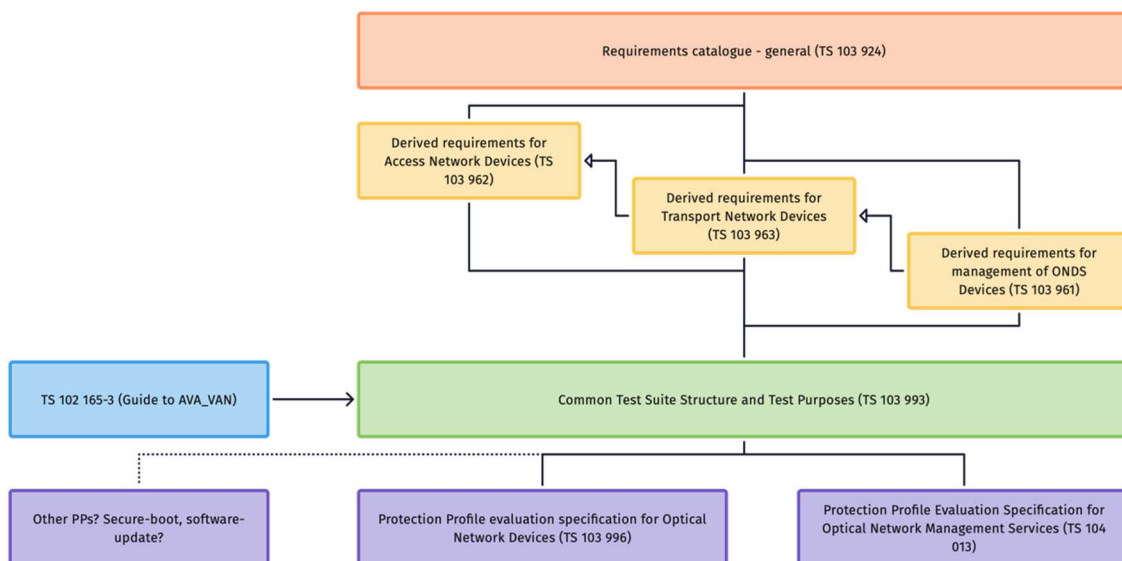 Requirements catalogue - general (TS 103 924)
Derived requirements for
Access Network Devices (TS
103 962)
Derived requirements for
Transport Network Devices
(TS 103 963)
Derived requirements for
management of ONDS
Devices (TS 103 961)
TS 102 165-3 (Guide to AVA_VAN)
Common Test Suite Structure and Test Purposes (TS 103 993)
Other PPs? Secure-boot, software-
update?
Protection Profile evaluation specification for Optical
Network Devices (TS 103 996)
Protection Profile Evaluation Specification for
Optical Network Management Services (TS 104
013)